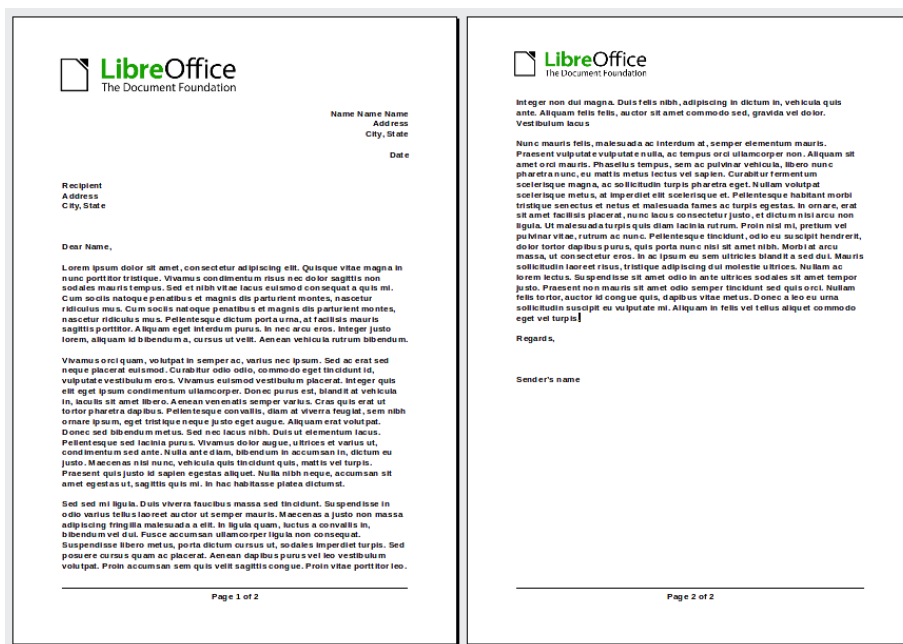 LibreOffice
The Document Foundation
Name Name Name
Address
City, State
Date
Recipient
Address
City, State
Dear Name,
Lorem ipsum dolor sit amet, consectetur adipiscing elit. Quisque vitae magna in
nunc porttitor tristique. Vivamus condimentum risus nec dolor sagittis non
sodales mauris tempus. Sed et nibh vitae lacus euismod consequat a quis mi.
Cum sociis natoque penatibus et magnis dis parturient montes, nascetur
ridiculus mus. Cum sociis natoque penatibus et magnis dis parturient montes,
nascetur ridiculus mus. Pellentesque dictum porta urna, at facilisis mauris
sagittis porttitor. Aliquam eget interdum purus. In nec arcu eros. Integer justo
lorem, aliquam id bibendum a, cursus ut velit. Aenean vehicula rutrum bibendum.
Vivamus orci quam, volutpat in semper ac, varius nec ipsum. Sed ac erat sed
neque placerat euismod. Curabitur odio odio, commodo eget tincidunt id,
vulputate vestibulum eros. Vivamus euismod vestibulum placerat. Integer quis
elit eget ipsum condimentum ullamcorper. Donec purus est, blandit at vehicula
in, iaculis sit amet libero. Aenean venenatis semper varius. Cras quis erat ut
tortor pharetra dapibus. Pellentesque convallis, diam at viverra feugiat, sem nibh
ornare ipsum, eget tristique neque justo eget augue. Aliquam erat volutpat.
Donec sed bibendum metus. Sed nec lacus nibh. Duis ut elementum lacus.
Pellentesque sed lacinia purus. Vivamus dolor augue, ultrices et varius ut,
condimentum sed ante. Nulla ante diam, bibendum in accumsan in, dictum eu
justo. Maecenas nisi nunc, vehicula quis tincidunt quis, mattis vel turpis.
Praesent quis justo id sapien egestas aliquet. Nulla nibh neque, accumsan sit
amet egestas ut, sagittis quis mi. In hac habitasse platea dictumst.
Sed sed mi ligula. Duis viverra faucibus massa sed tincidunt. Suspendisse in
odio varius tellus laoreet auctor ut semper mauris. Maecenas a justo non massa
adipiscing fringilla malesuada a elit. In ligula quam, luctus a convallis in,
bibendum vel dui. Fusce accumsan ullamcorper ligula non consequat.
Suspendisse libero metus, porta dictum cursus ut, sodales imperdiet turpis. Sed
posuere cursus quam ac placerat. Aenean dapibus purus vel leo vestibulum
volutpat. Proin accumsan sem quis velit sagittis congue. Proin vitae porttitor leo.
Page 1 of 2
LibreOffice
The Document Foundation
Integer non dui magna. Duis felis nibh, adipiscing in dictum in, vehicula quis
ante. Aliquam felis felis, auctor sit amet commodo sed, gravida vel dolor.
Vestibulum lacus
Nunc mauris felis, malesuada ac interdum at, semper elementum mauris.
Praesent vulputate vulputate nulla, ac tempus orci ullamcorper non. Aliquam sit
amet orci mauris. Phasellus tempus, sem ac pulvinar vehicula, libero nunc
pharetra nunc, eu mattis metus lectus vel sapien. Curabitur fermentum
scelerisque magna, ac sollicitudin turpis pharetra eget. Nullam volutpat
scelerisque metus, at imperdiet elit scelerisque et. Pellentesque habitant morbi
tristique senectus et netus et malesuada fames ac turpis egestas. In ornare, erat
sit amet facilisis placerat, nunc lacus consectetur justo, et dictum nisi arcu non
ligula. Ut malesuada turpis quis diam lacinia rutrum. Proin nisl mi, pretium vel
pulvinar vitae, rutrum ac nunc. Pellentesque tincidunt, odio eu suscipit hendrerit,
dolor tortor dapibus purus, quis porta nunc nisi sit amet nibh. Morbi at arcu
massa, ut consectetur eros. In ac ipsum eu sem ultricies blandit a sed dui. Mauris
sollicitudin laoreet risus, tristique adipiscing dui molestie ultrices. Nullam ac
lorem lectus. Suspendisse sit amet odio in ante ultrices sodales sit amet tempor
justo. Praesent non mauris sit amet odio semper tincidunt sed quis orci. Nullam
felis tortor, auctor id congue quis, dapibus vitae metus. Donec a leo eu urna
sollicitudin suscipit eu vulputate mi. Aliquam in felis vel tellus aliquet commodo
eget vel turpis.
Regards,
Sender's name
Page 2 of 2